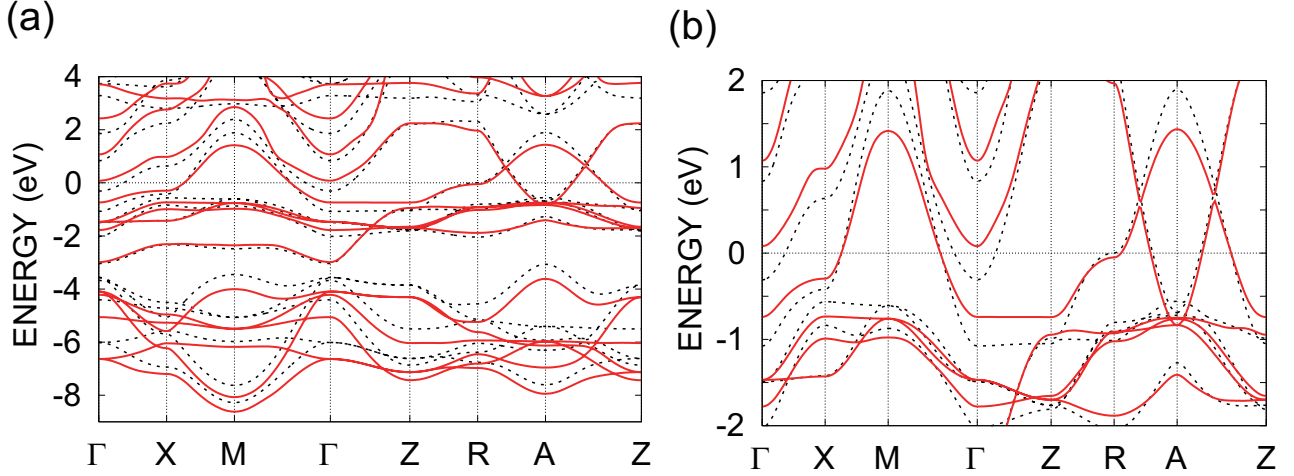 (a)
ENERGY (eV)
4
2
0
-2
-4
-6
-8
Γ X M Γ Z R A Z
(b)
ENERGY (eV)
2
1
0
-1
-2
Γ X M Γ Z R A Z